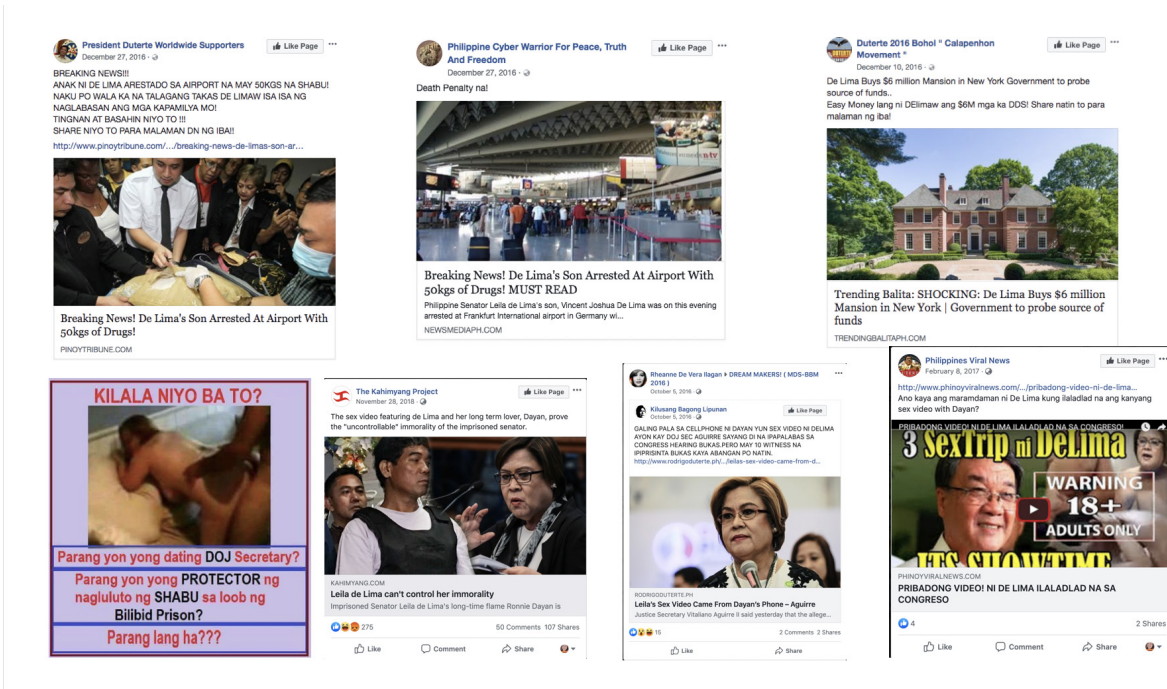 President Duterte Worldwide Supporters
Like Page
December 27, 2016
BREAKING NEWS!!!
ANAK NI DE LIMA ARESTADO SA AIRPORT NA MAY 50KGS NA SHABU!
NAKU PO WALA KA NA TALAGANG TAKAS DE LIMAW ISA ISA NG
NAGLABASAN ANG MGA KAPAMILYA MO!
TINGNAN AT BASAHIN NIYO TO !!!
SHARE NIYO TO PARA MALAMAN DN NG IBA!!
http://www.pinoytribune.com/.../breaking-news-de-limas-son-ar...
Breaking News! De Lima's Son Arrested At Airport With
50kgs of Drugs!
PINOYTRIBUNE.COM
Philippine Cyber Warrior For Peace, Truth
And Freedom
Like Page
December 27, 2016
Death Penalty na!
n-tv
Breaking News! De Lima's Son Arrested At Airport With
50kgs of Drugs! MUST READ
Philippine Senator Leila de Lima's son, Vincent Joshua De Lima was on this evening
arrested at Frankfurt International airport in Germany wi...
NEWSMEDIAPH.COM
Duterte 2016 Bohol " Calapenhon
Movement "
Like Page
December 10, 2016
De Lima Buys $6 million Mansion in New York Government to probe
source of funds..
Easy Money lang ni DElimaw ang $6M mga ka DDS! Share natin to para
malaman ng iba!
Trending Balita: SHOCKING: De Lima Buys $6 million
Mansion in New York | Government to probe source of
funds
TRENDINGBALITAPH.COM
KILALA NIYO BA TO?
Parang yon yong dating DOJ Secretary?
Parang yon yong PROTECTOR ng
nagluluto ng SHABU sa loob ng
Bilibid Prison?
Parang lang ha???
The Kahimyang Project
Like Page
November 28, 2018
The sex video featuring de Lima and her long term lover, Dayan, prove
the "uncontrollable" immorality of the imprisoned senator.
KAHIMYANG.COM
Leila de Lima can't control her immorality
Imprisoned Senator Leila de Lima's long-time flame Ronnie Dayan is
275
50 Comments 107 Shares
Like Comment Share
Rheanne De Vera Ilagan ▸ DREAM MAKERS! ( MDS-BBM
2016 )
October 5, 2016
Kilusang Bagong Lipunan
Like Page
October 5, 2016
GALING PALA SA CELLPHONE NI DAYAN YUN SEX VIDEO NI DELIMA
AYON KAY DOJ SEC AGUIRRE SAYANG DI NA IPAPALABAS SA
CONGRESS HEARING BUKAS.PERO MAY 10 WITNESS NA
IPIPRISINTA BUKAS KAYA ABANGAN PO NATIN.
http://www.rodrigoduterte.ph/.../leilas-sex-video-came-from-d...
RODRIGODUTERTE.PH
Leila's Sex Video Came From Dayan's Phone – Aguirre
Justice Secretary Vitaliano Aguirre II said yesterday that the allege...
15
2 Comments 2 Shares
Like Share
Philippines Viral News
Like Page
February 8, 2017
http://www.phinoyviralnews.com/.../pribadong-video-ni-de-lima...
Ano kaya ang maramdaman ni De Lima kung ilaladlad na ang kanyang
sex video with Dayan?
PRIBADONG VIDEO! NI DE LIMA ILALADLAD NA SA CONGRESO!
3 SexTrip ni DeLima
WARNING
18+
ADULTS ONLY
ITS SHOWTIME
PHINOYVIRALNEWS.COM
PRIBADONG VIDEO! NI DE LIMA ILALADLAD NA SA
CONGRESO
4
2 Shares
Like Comment Share